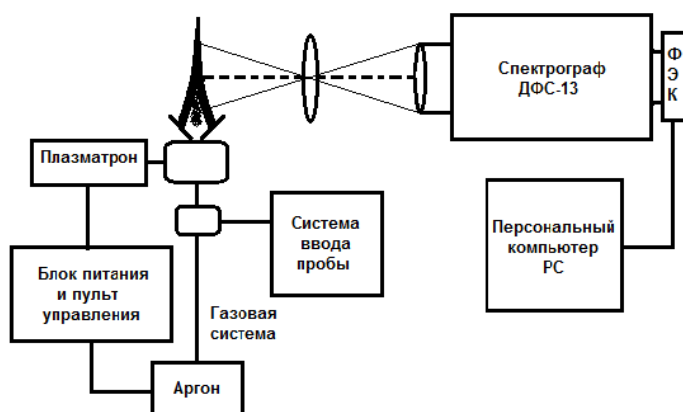 Спектрограф
ДФС-13
Ф
Э
К
Плазматрон
Система
ввода
пробы
Персональный
компьютер
PC
Блок питания
и пульт
управления
Газовая
система
Аргон